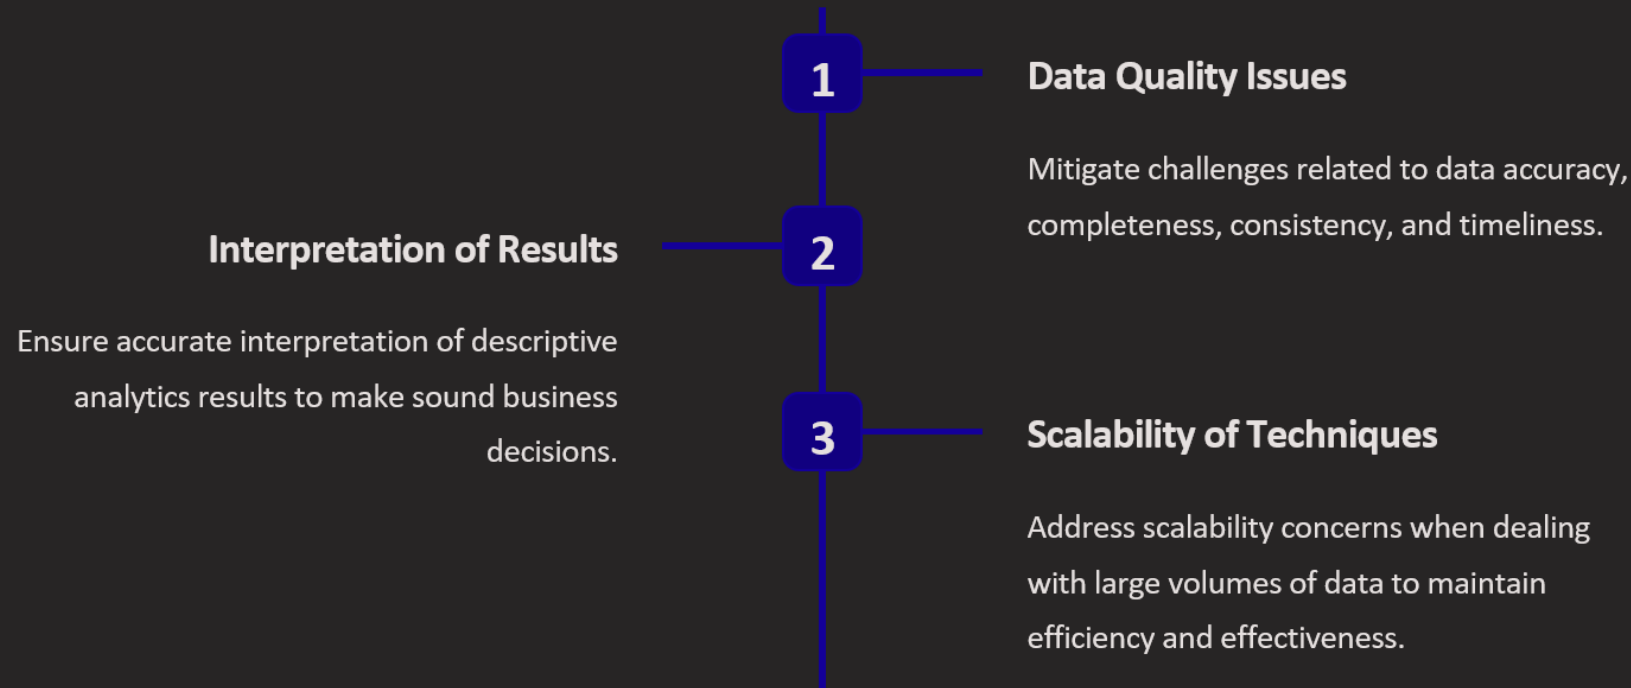 1
Data Quality Issues
Mitigate challenges related to data accuracy,
completeness, consistency, and timeliness.
2
Interpretation of Results
Ensure accurate interpretation of descriptive
analytics results to make sound business
decisions.
3
Scalability of Techniques
Address scalability concerns when dealing
with large volumes of data to maintain
efficiency and effectiveness.